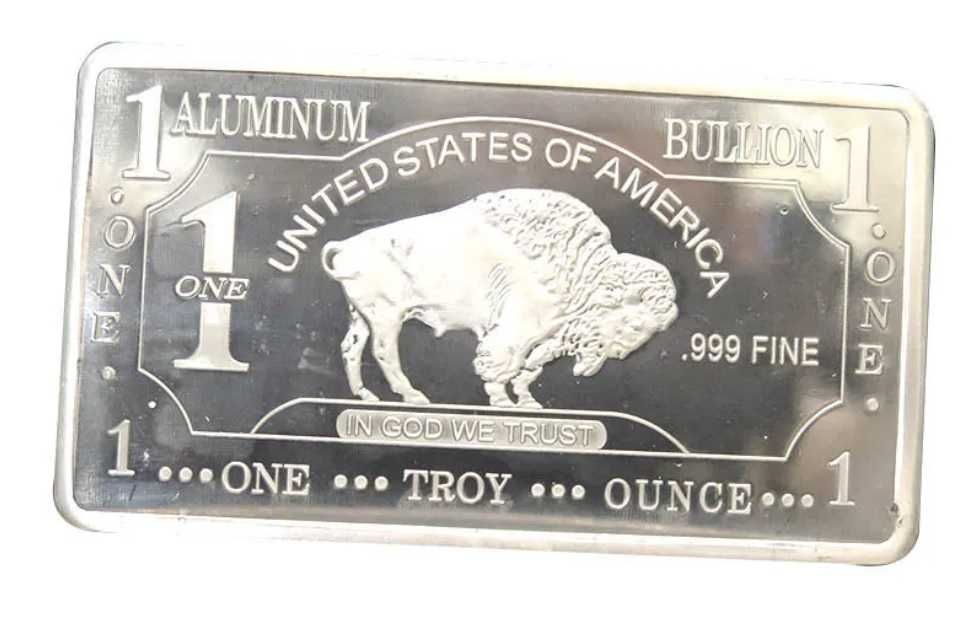 1 ALUMINUM BULLION 1
UNITED STATES OF AMERICA
.ONE.
1
ONE
.999 FINE
.ONE.
IN GOD WE TRUST
1 ...ONE ... TROY ... OUNCE... 1